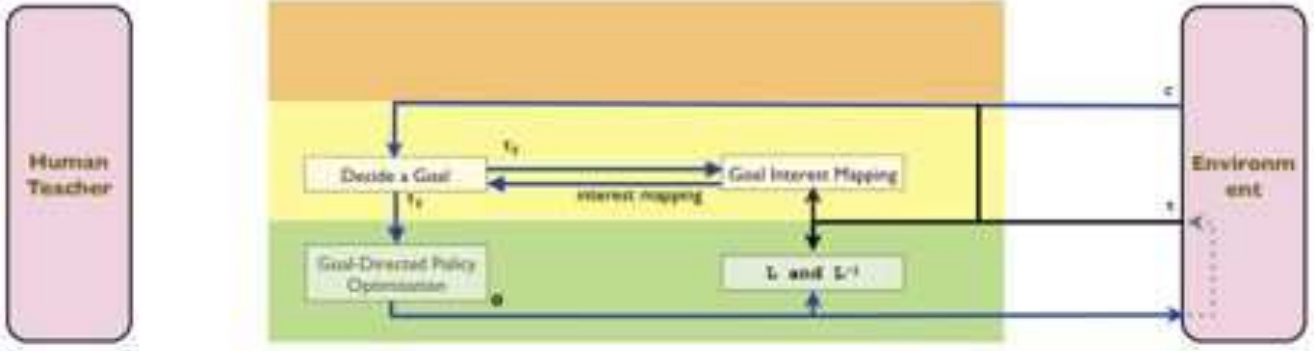 Human
Teacher
c
τg
Decide a Goal
Goal Interest Mapping
interest mapping
τg
Environm
ent
τ
Goal-Directed Policy
Optimization
θ
L and L⁻¹